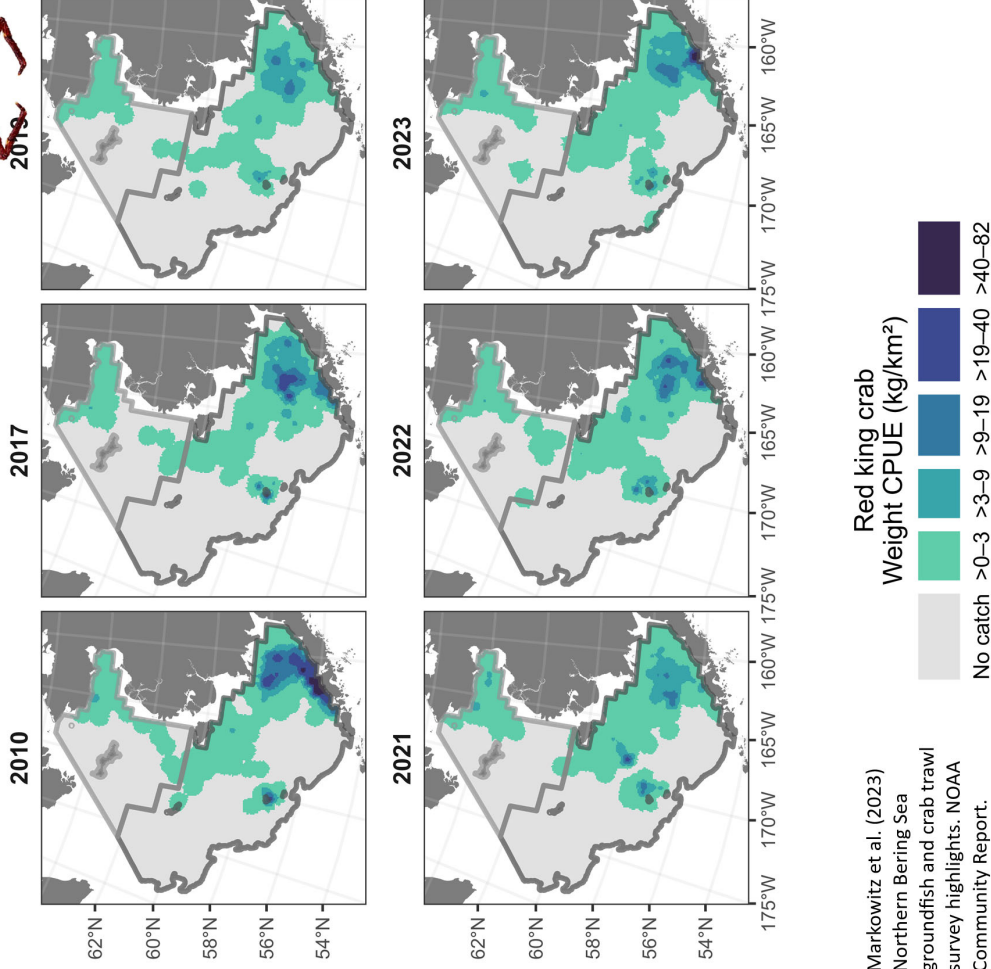 2010 2017 2019
62°N
60°N
58°N
56°N
54°N
2021 2022 2023
62°N
60°N
58°N
56°N
54°N
175°W 170°W 165°W 160°W 175°W 170°W 165°W 160°W 175°W 170°W 165°W 160°W
Markowitz et al. (2023)
Northern Bering Sea
groundfish and crab trawl
survey highlights. NOAA
Community Report.
Red king crab
Weight CPUE (kg/km²)
No catch >0–3 >3–9 >9–19 >19–40 >40–82